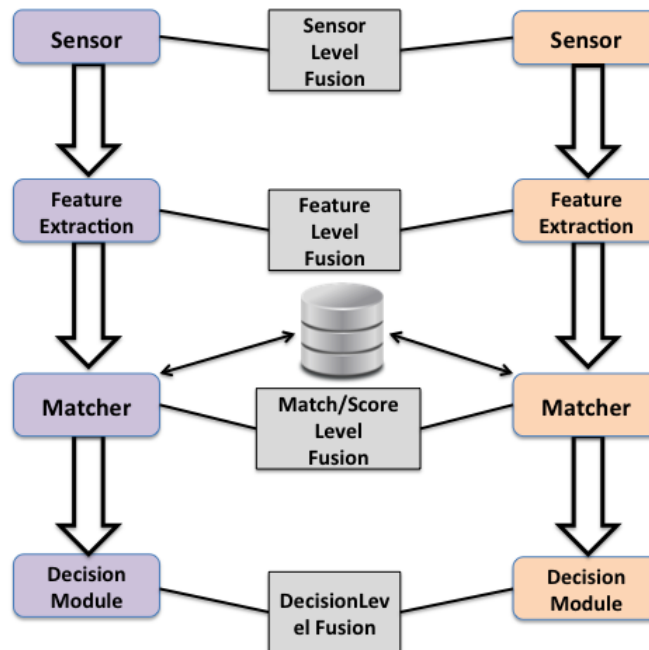 Sensor
Sensor
Level
Fusion
Sensor
Feature
Extraction
Feature
Level
Fusion
Feature
Extraction
Matcher
Match/Score
Level
Fusion
Matcher
Decision
Module
DecisionLev
el Fusion
Decision
Module